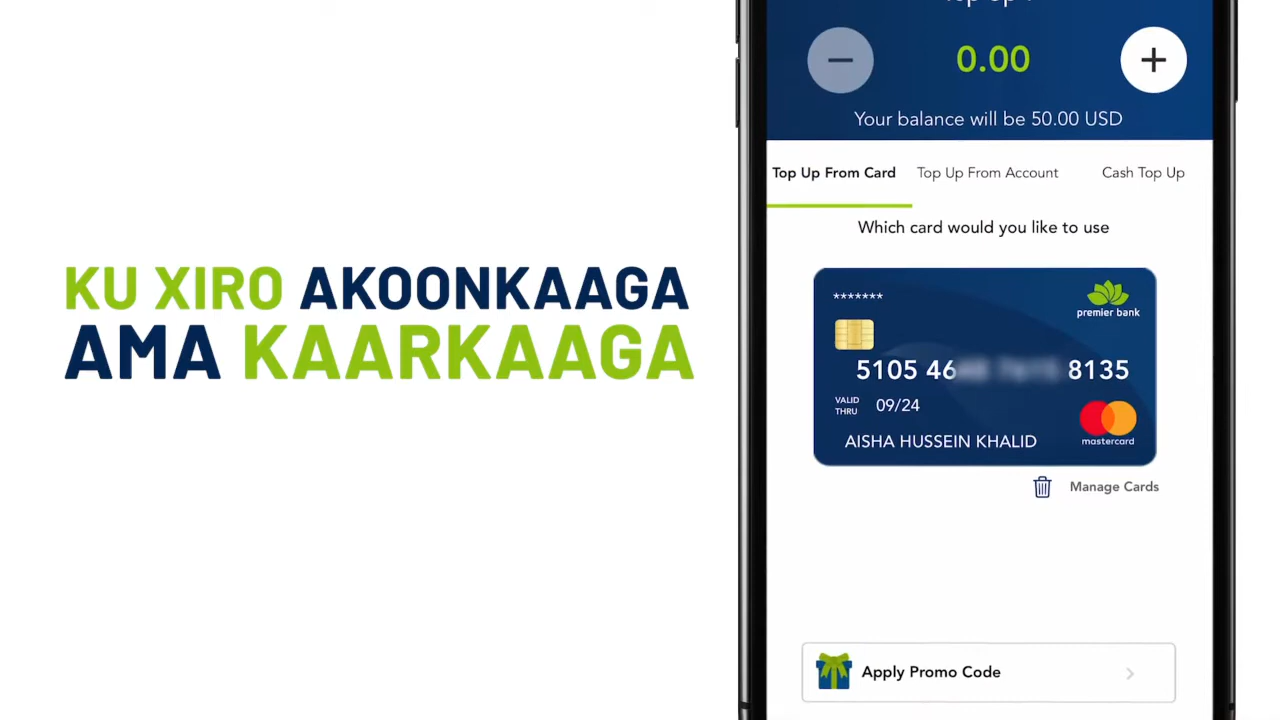 KU XIRO AKOONKAAGA
AMA KAARKAAGA
0.00
Your balance will be 50.00 USD
Top Up From Card
Top Up From Account
Cash Top Up
Which card would you like to use
*******
premier bank
5105 46 8135
VALID
THRU
09/24
AISHA HUSSEIN KHALID
mastercard
Manage Cards
Apply Promo Code